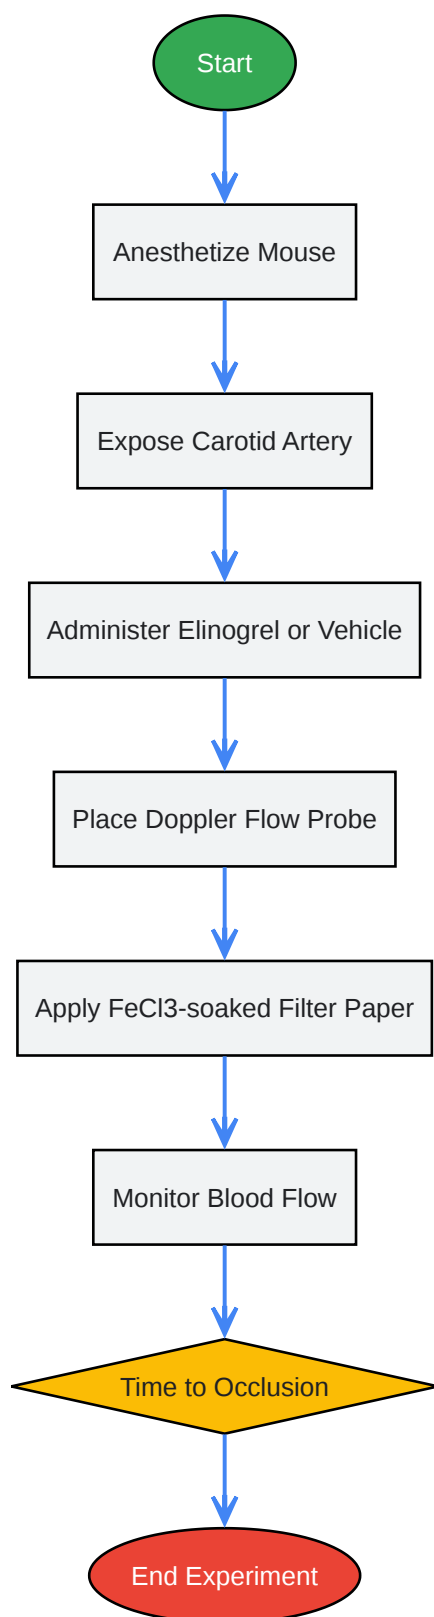 Start
Anesthetize Mouse
Expose Carotid Artery
Administer Elinogrel or Vehicle
Place Doppler Flow Probe
Apply FeCl3-soaked Filter Paper
Monitor Blood Flow
Time to Occlusion
End Experiment